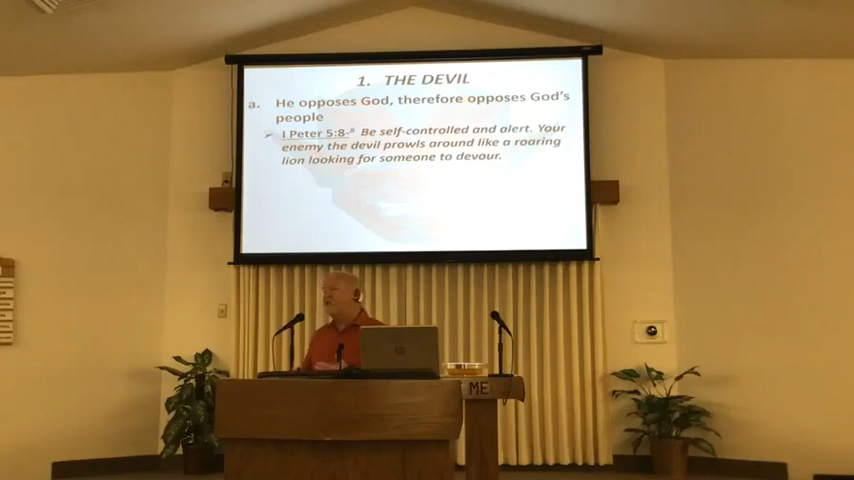 1. THE DEVIL
a. He opposes God, therefore opposes God's
people
➢ I Peter 5:8-⁸ Be self-controlled and alert. Your
enemy the devil prowls around like a roaring
lion looking for someone to devour.
hp
ME